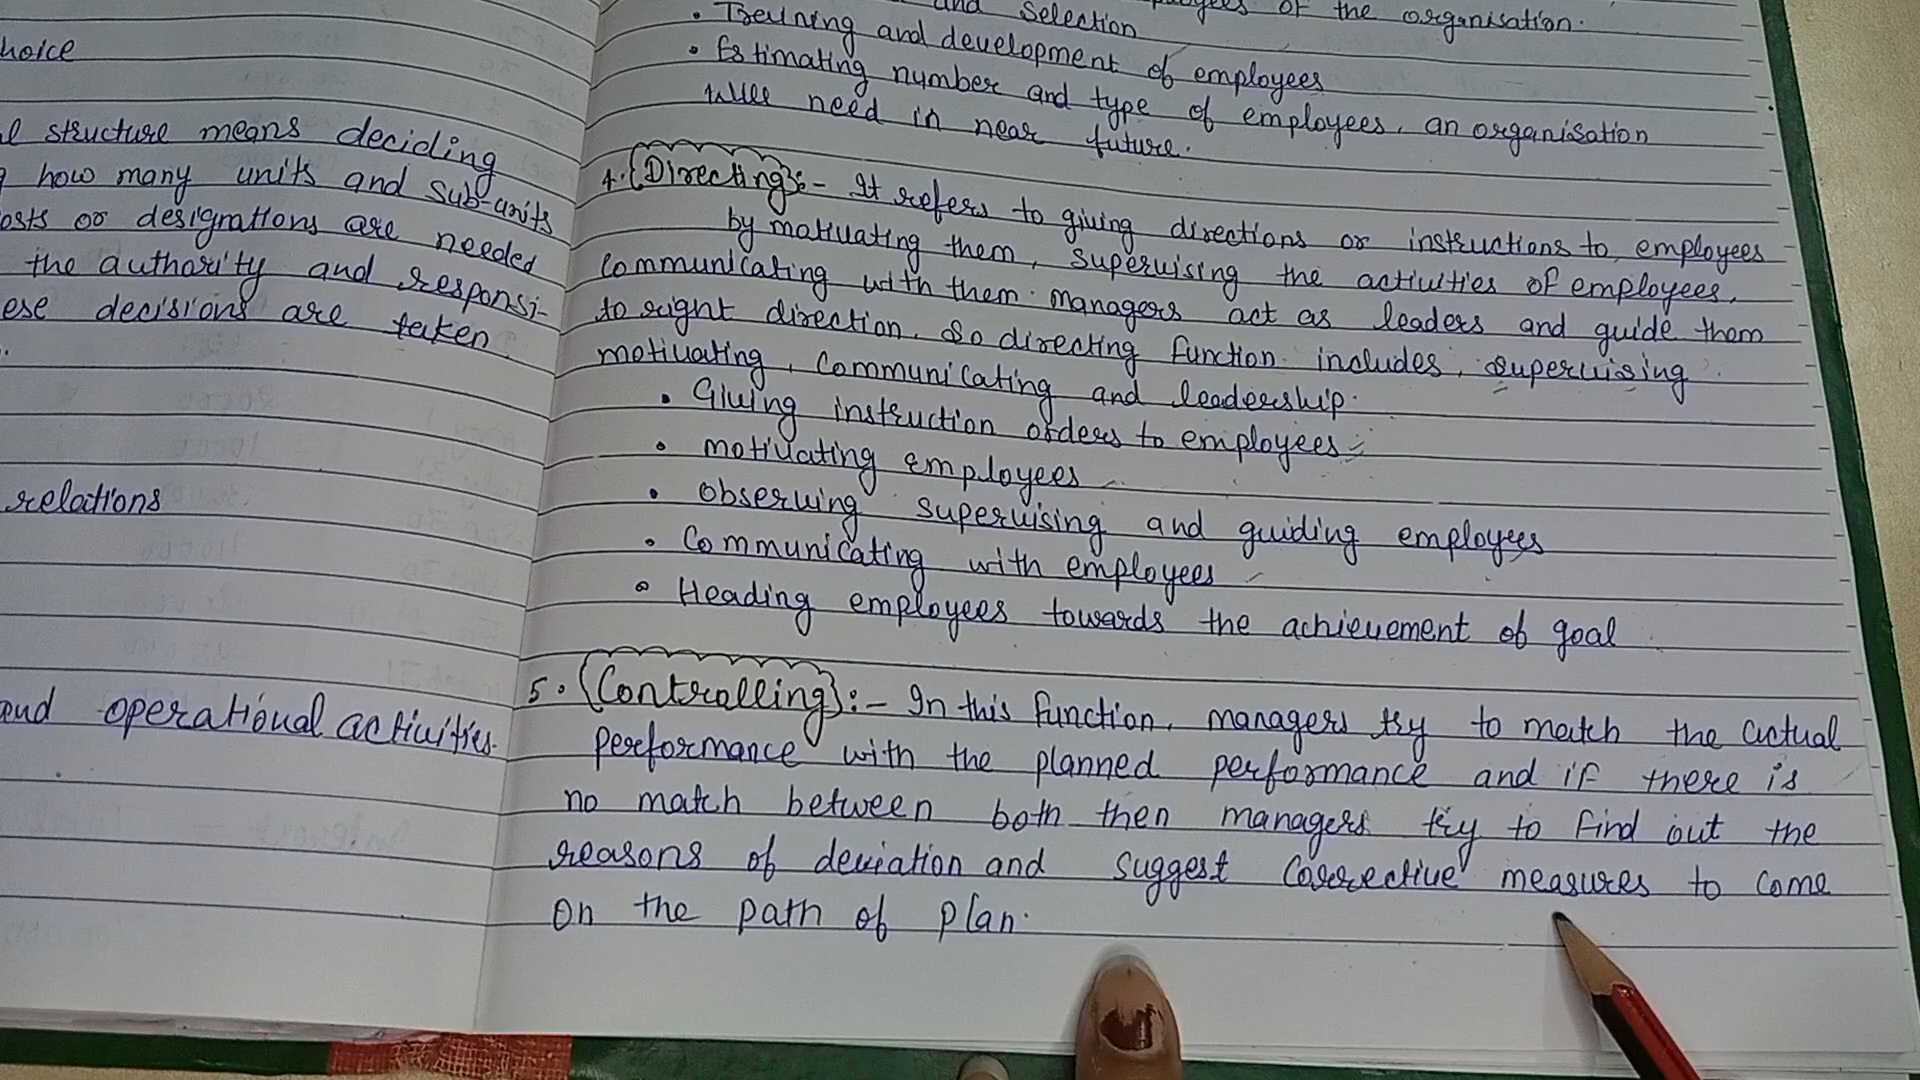 hoice
l structure means deciding
how many units and sub-units
osts or designations are needed
the authority and responsi-
ese decisions are taken
relations
and operational activities.
and Selection of the organisation.
• Training and development of employees
• Estimating number and type of employees, an organisation
will need in near future.
4. {Directing}:- It refers to giving directions or instructions to employees
by motivating them, supervising the activities of employees,
communicating with them. managers act as leaders and guide them
to right direction. So directing function includes, supervising
motivating, communicating and leadership.
• Giving instruction orders to employees
• motivating employees
• observing supervising and guiding employees
• Communicating with employees
• Heading employees towards the achievement of goal
5. {Controlling}:- In this function, managers try to match the actual
performance with the planned performance and if there is
no match between both then managers try to find out the
reasons of deviation and suggest corrective measures to come
on the path of plan.